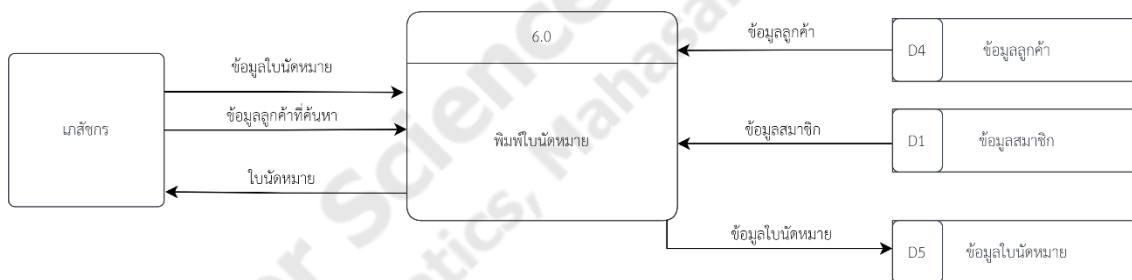 6.0
ข้อมูลลูกค้า
D4
ข้อมูลลูกค้า
ข้อมูลใบนัดหมาย
เภสัชกร
ข้อมูลลูกค้าที่ค้นหา
พิมพ์ใบนัดหมาย
ข้อมูลสมาชิก
D1
ข้อมูลสมาชิก
ใบนัดหมาย
ข้อมูลใบนัดหมาย
D5
ข้อมูลใบนัดหมาย
Science
Mahasa